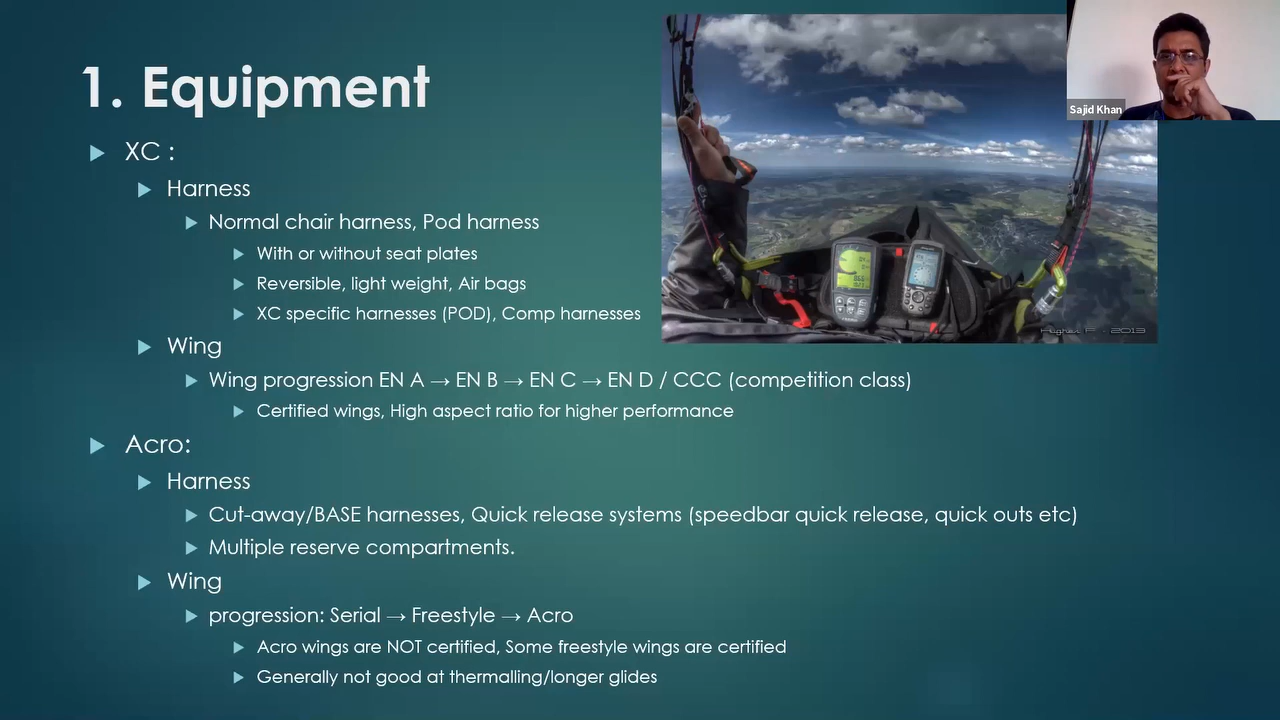 1. Equipment
Sajid Khan
XC :
Harness
Normal chair harness, Pod harness
With or without seat plates
Reversible, light weight, Air bags
XC specific harnesses (POD), Comp harnesses
Wing
Wing progression EN A → EN B → EN C → EN D / CCC (competition class)
Certified wings, High aspect ratio for higher performance
Acro:
Harness
Cut-away/BASE harnesses, Quick release systems (speedbar quick release, quick outs etc)
Multiple reserve compartments.
Wing
progression: Serial → Freestyle → Acro
Acro wings are NOT certified, Some freestyle wings are certified
Generally not good at thermalling/longer glides